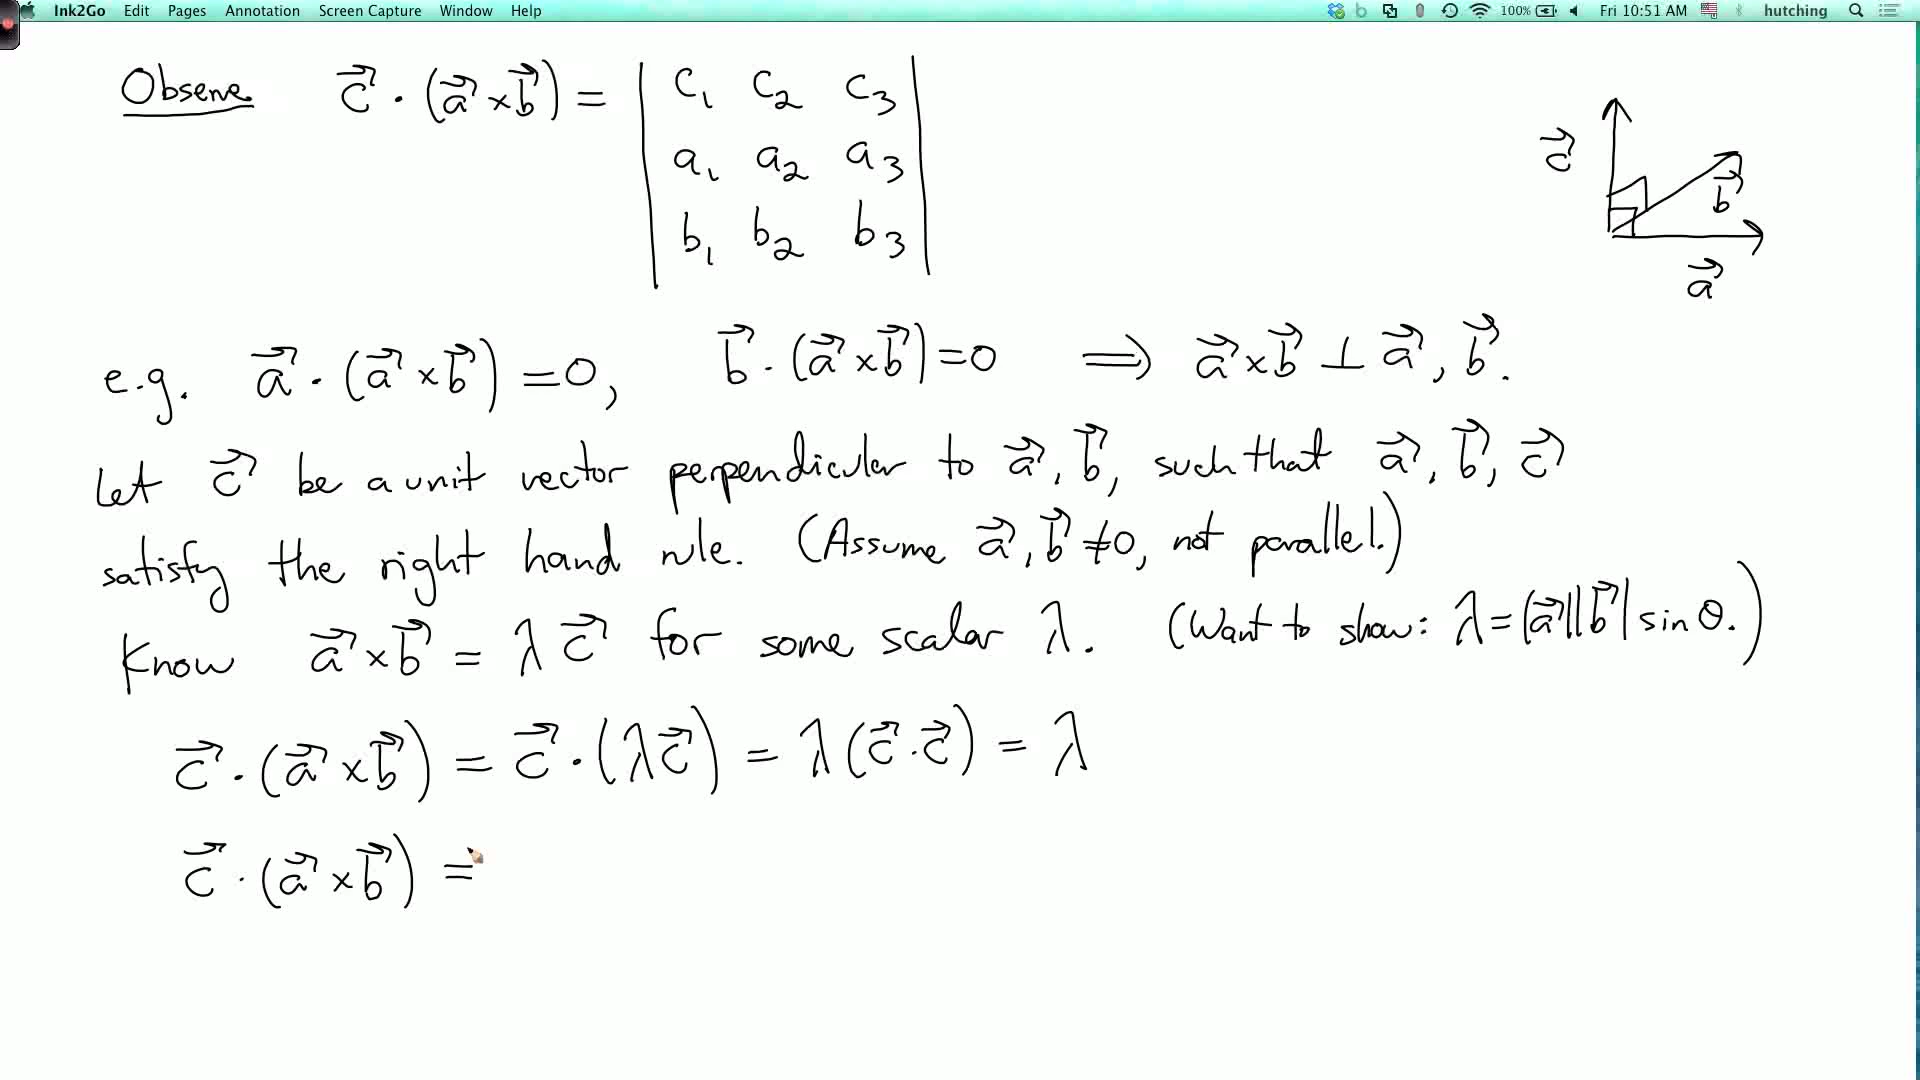 Ink2Go Edit Pages Annotation Screen Capture Window Help 100% Fri 10:51 AM hutching
Observe c⃗ · (a⃗ × b⃗) = | c₁ c₂ c₃
a₁ a₂ a₃
b₁ b₂ b₃ |
c⃗
b⃗
a⃗
e.g. a⃗ · (a⃗ × b⃗) = 0, b⃗ · (a⃗ × b⃗) = 0 ⟹ a⃗ × b⃗ ⊥ a⃗, b⃗.
Let c⃗ be a unit vector perpendicular to a⃗, b⃗, such that a⃗, b⃗, c⃗
satisfy the right hand rule. (Assume a⃗, b⃗ ≠ 0, not parallel.)
Know a⃗ × b⃗ = λ c⃗ for some scalar λ. (Want to show: λ = |a⃗||b⃗| sin θ.)
c⃗ · (a⃗ × b⃗) = c⃗ · (λ c⃗) = λ (c⃗ · c⃗) = λ
c⃗ · (a⃗ × b⃗) =